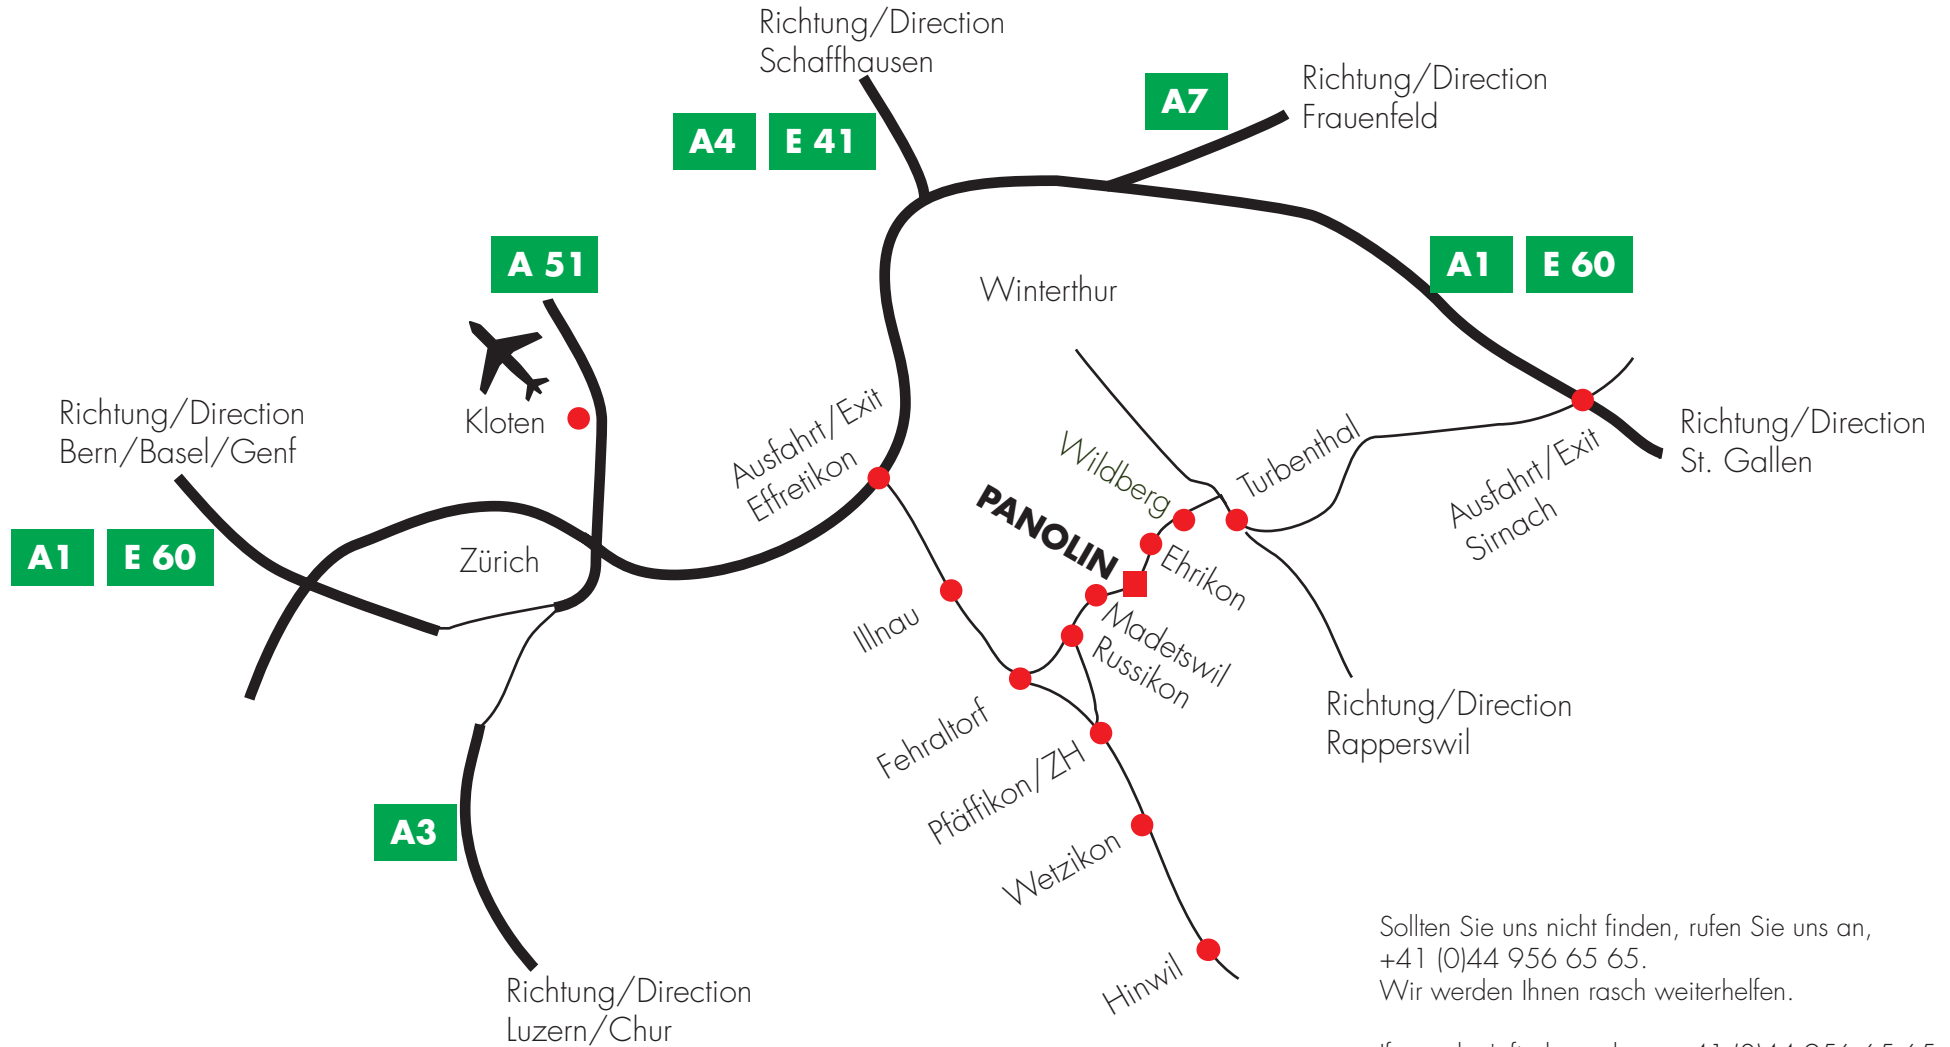 Richtung/Direction
Schaffhausen
A4
E 41
A7
Richtung/Direction
Frauenfeld
A 51
A1
E 60
Winterthur
Kloten
Richtung/Direction
Bern/Basel/Genf
A1
E 60
Zürich
Ausfahrt/Exit
Effretikon
Wildberg
Turbenthal
Richtung/Direction
St. Gallen
Ausfahrt/Exit
Sirnach
PANOLIN
Ehrikon
Madetswil
Russikon
Illnau
Fehraltorf
Pfäffikon/ZH
Richtung/Direction
Rapperswil
A3
Wetzikon
Hinwil
Richtung/Direction
Luzern/Chur
Sollten Sie uns nicht finden, rufen Sie uns an,
+41 (0)44 956 65 65.
Wir werden Ihnen rasch weiterhelfen.